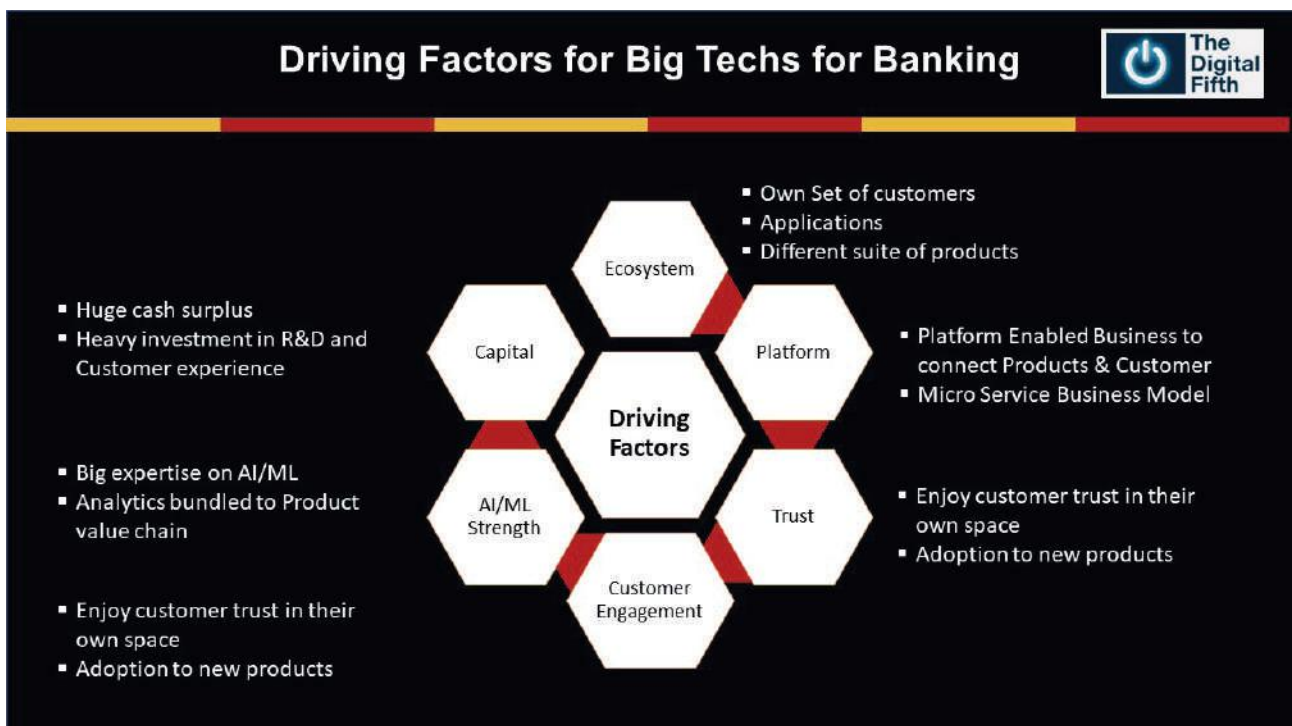 Driving Factors for Big Techs for Banking
The
Digital
Fifth
▪ Own Set of customers
▪ Applications
▪ Different suite of products
Ecosystem
▪ Huge cash surplus
▪ Heavy investment in R&D and
Customer experience
Capital
Platform
▪ Platform Enabled Business to
connect Products & Customer
▪ Micro Service Business Model
Driving
Factors
▪ Big expertise on AI/ML
▪ Analytics bundled to Product
value chain
AI/ML
Strength
Trust
▪ Enjoy customer trust in their
own space
▪ Adoption to new products
Customer
Engagement
▪ Enjoy customer trust in their
own space
▪ Adoption to new products